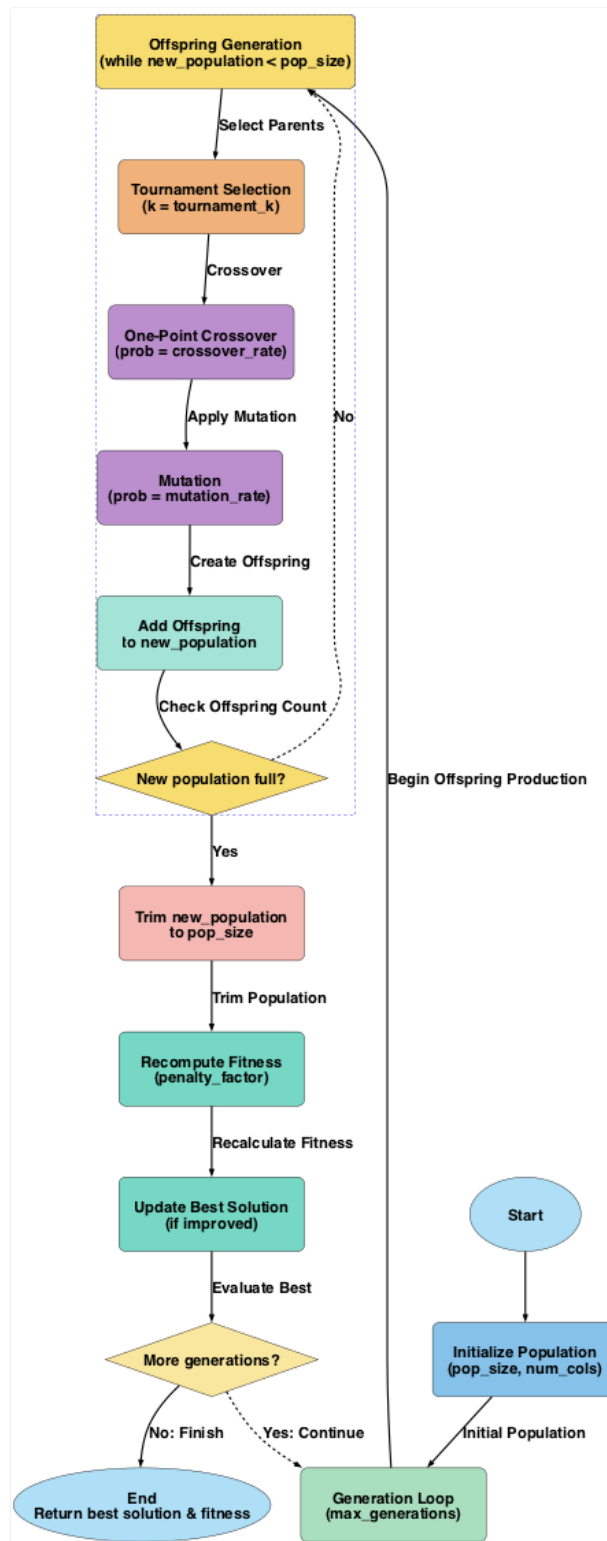 Offspring Generation
(while new_population < pop_size)
Select Parents
Tournament Selection
(k = tournament_k)
Crossover
One-Point Crossover
(prob = crossover_rate)
Apply Mutation
No
Mutation
(prob = mutation_rate)
Create Offspring
Add Offspring
to new_population
Check Offspring Count
New population full?
Begin Offspring Production
Yes
Trim new_population
to pop_size
Trim Population
Recompute Fitness
(penalty_factor)
Recalculate Fitness
Update Best Solution
(if improved)
Start
Evaluate Best
More generations?
Initialize Population
(pop_size, num_cols)
No: Finish
Yes: Continue
Initial Population
End
Return best solution & fitness
Generation Loop
(max_generations)